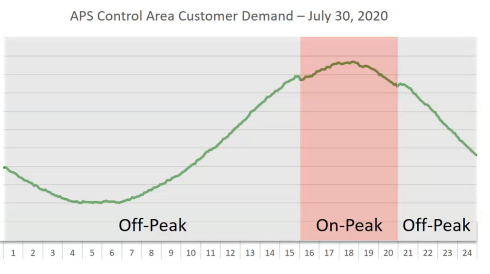 APS Control Area Customer Demand – July 30, 2020
Off-Peak On-Peak Off-Peak
1 2 3 4 5 6 7 8 9 10 11 12 13 14 15 16 17 18 19 20 21 22 23 24